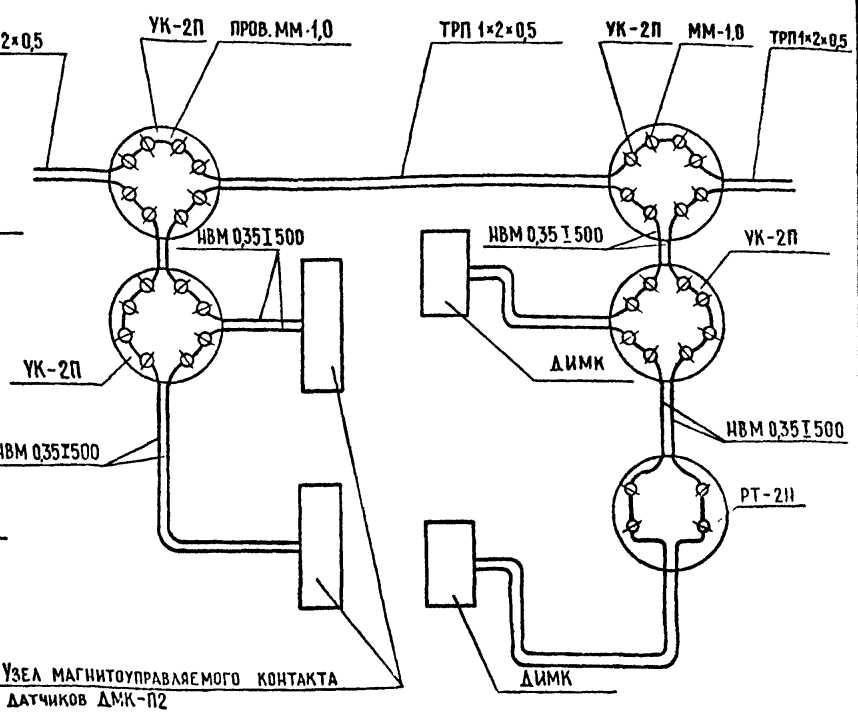 2×0,5
УК-2П
ПРОВ. ММ-1,0
ТРП 1×2×0,5
УК-2П
ММ-1,0
ТРП1×2×0,5
НВМ 0,35 I 500
НВМ 0,35 I 500
УК-2П
УК-2П
ДИМК
НВМ 0,35I500
НВМ 0,35 I 500
РТ-2Н
УЗЕЛ МАГНИТОУПРАВЛЯЕМОГО КОНТАКТА
ДАТЧИКОВ ДМК-П2
ДИМК